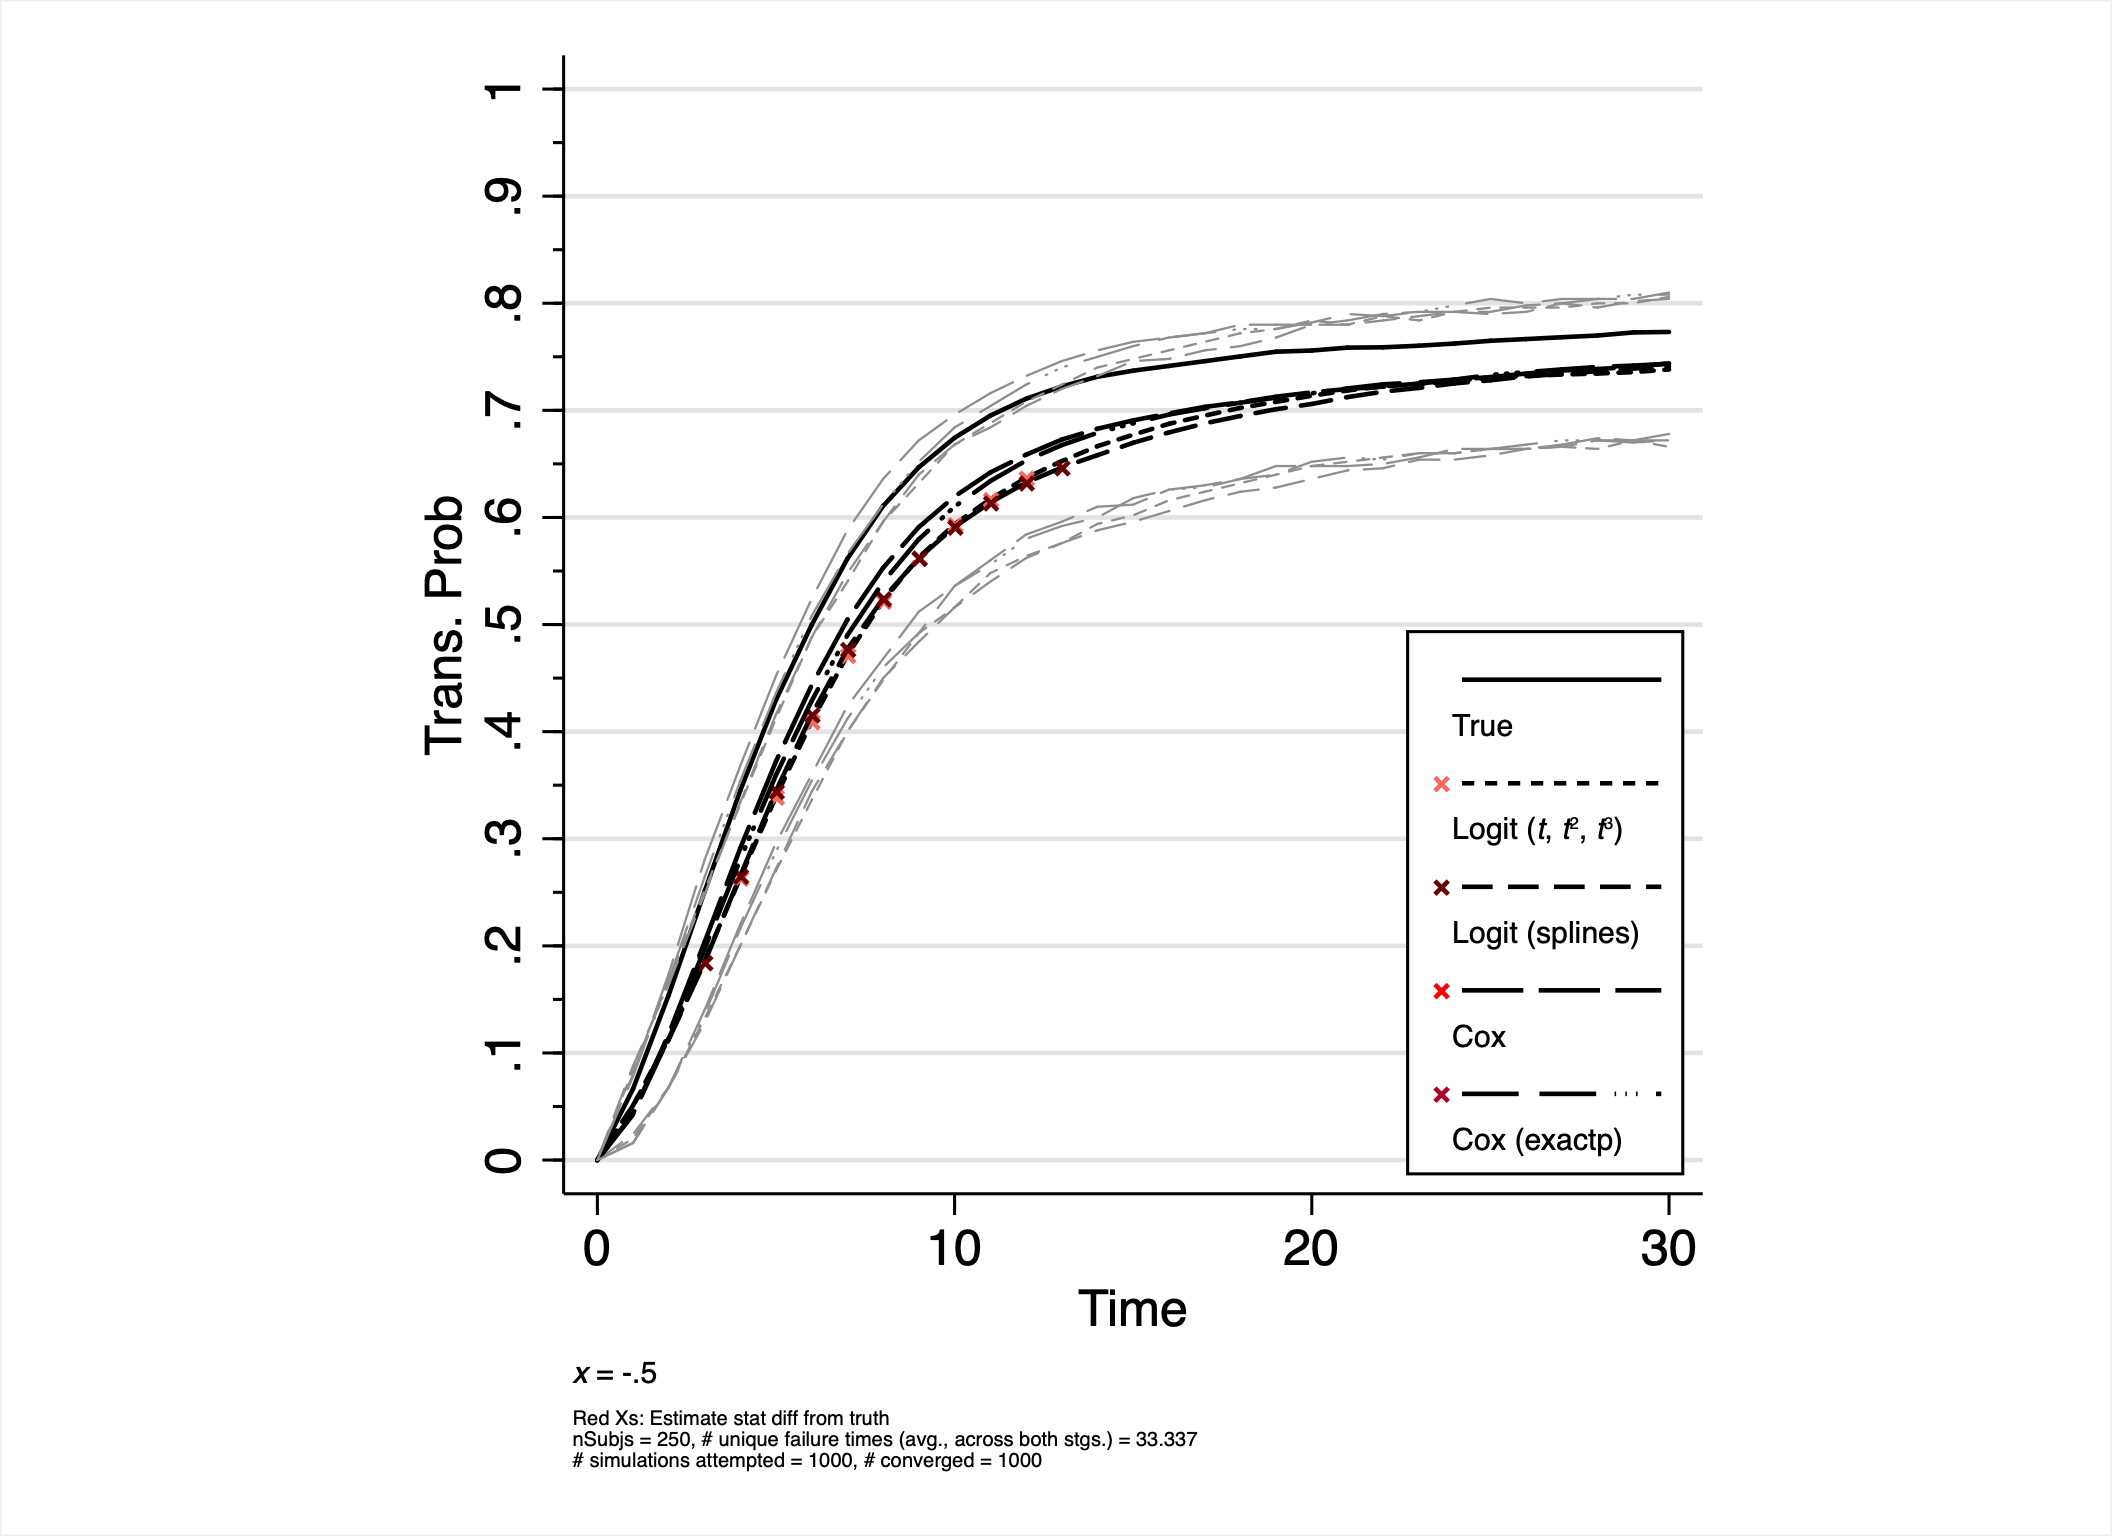 1
.9
.8
.7
.6
.5
.4
.3
.2
.1
0
Trans. Prob
0 10 20 30
Time
True
Logit (t, t², t³)
Logit (splines)
Cox
Cox (exactp)
x = -.5
Red Xs: Estimate stat diff from truth
nSubjs = 250, # unique failure times (avg., across both stgs.) = 33.337
# simulations attempted = 1000, # converged = 1000